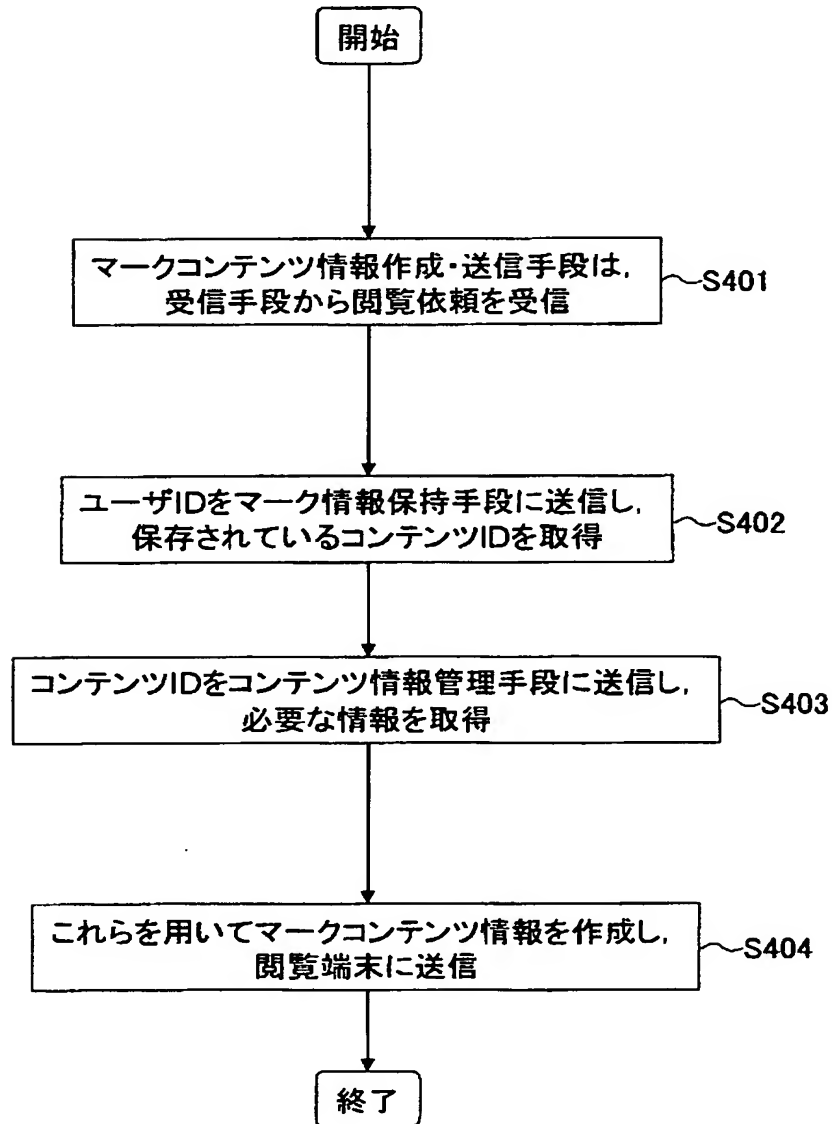 開始
マークコンテンツ情報作成・送信手段は,
受信手段から閲覧依頼を受信
S401
ユーザIDをマーク情報保持手段に送信し,
保存されているコンテンツIDを取得
S402
コンテンツIDをコンテンツ情報管理手段に送信し,
必要な情報を取得
S403
これらを用いてマークコンテンツ情報を作成し,
閲覧端末に送信
S404
終了